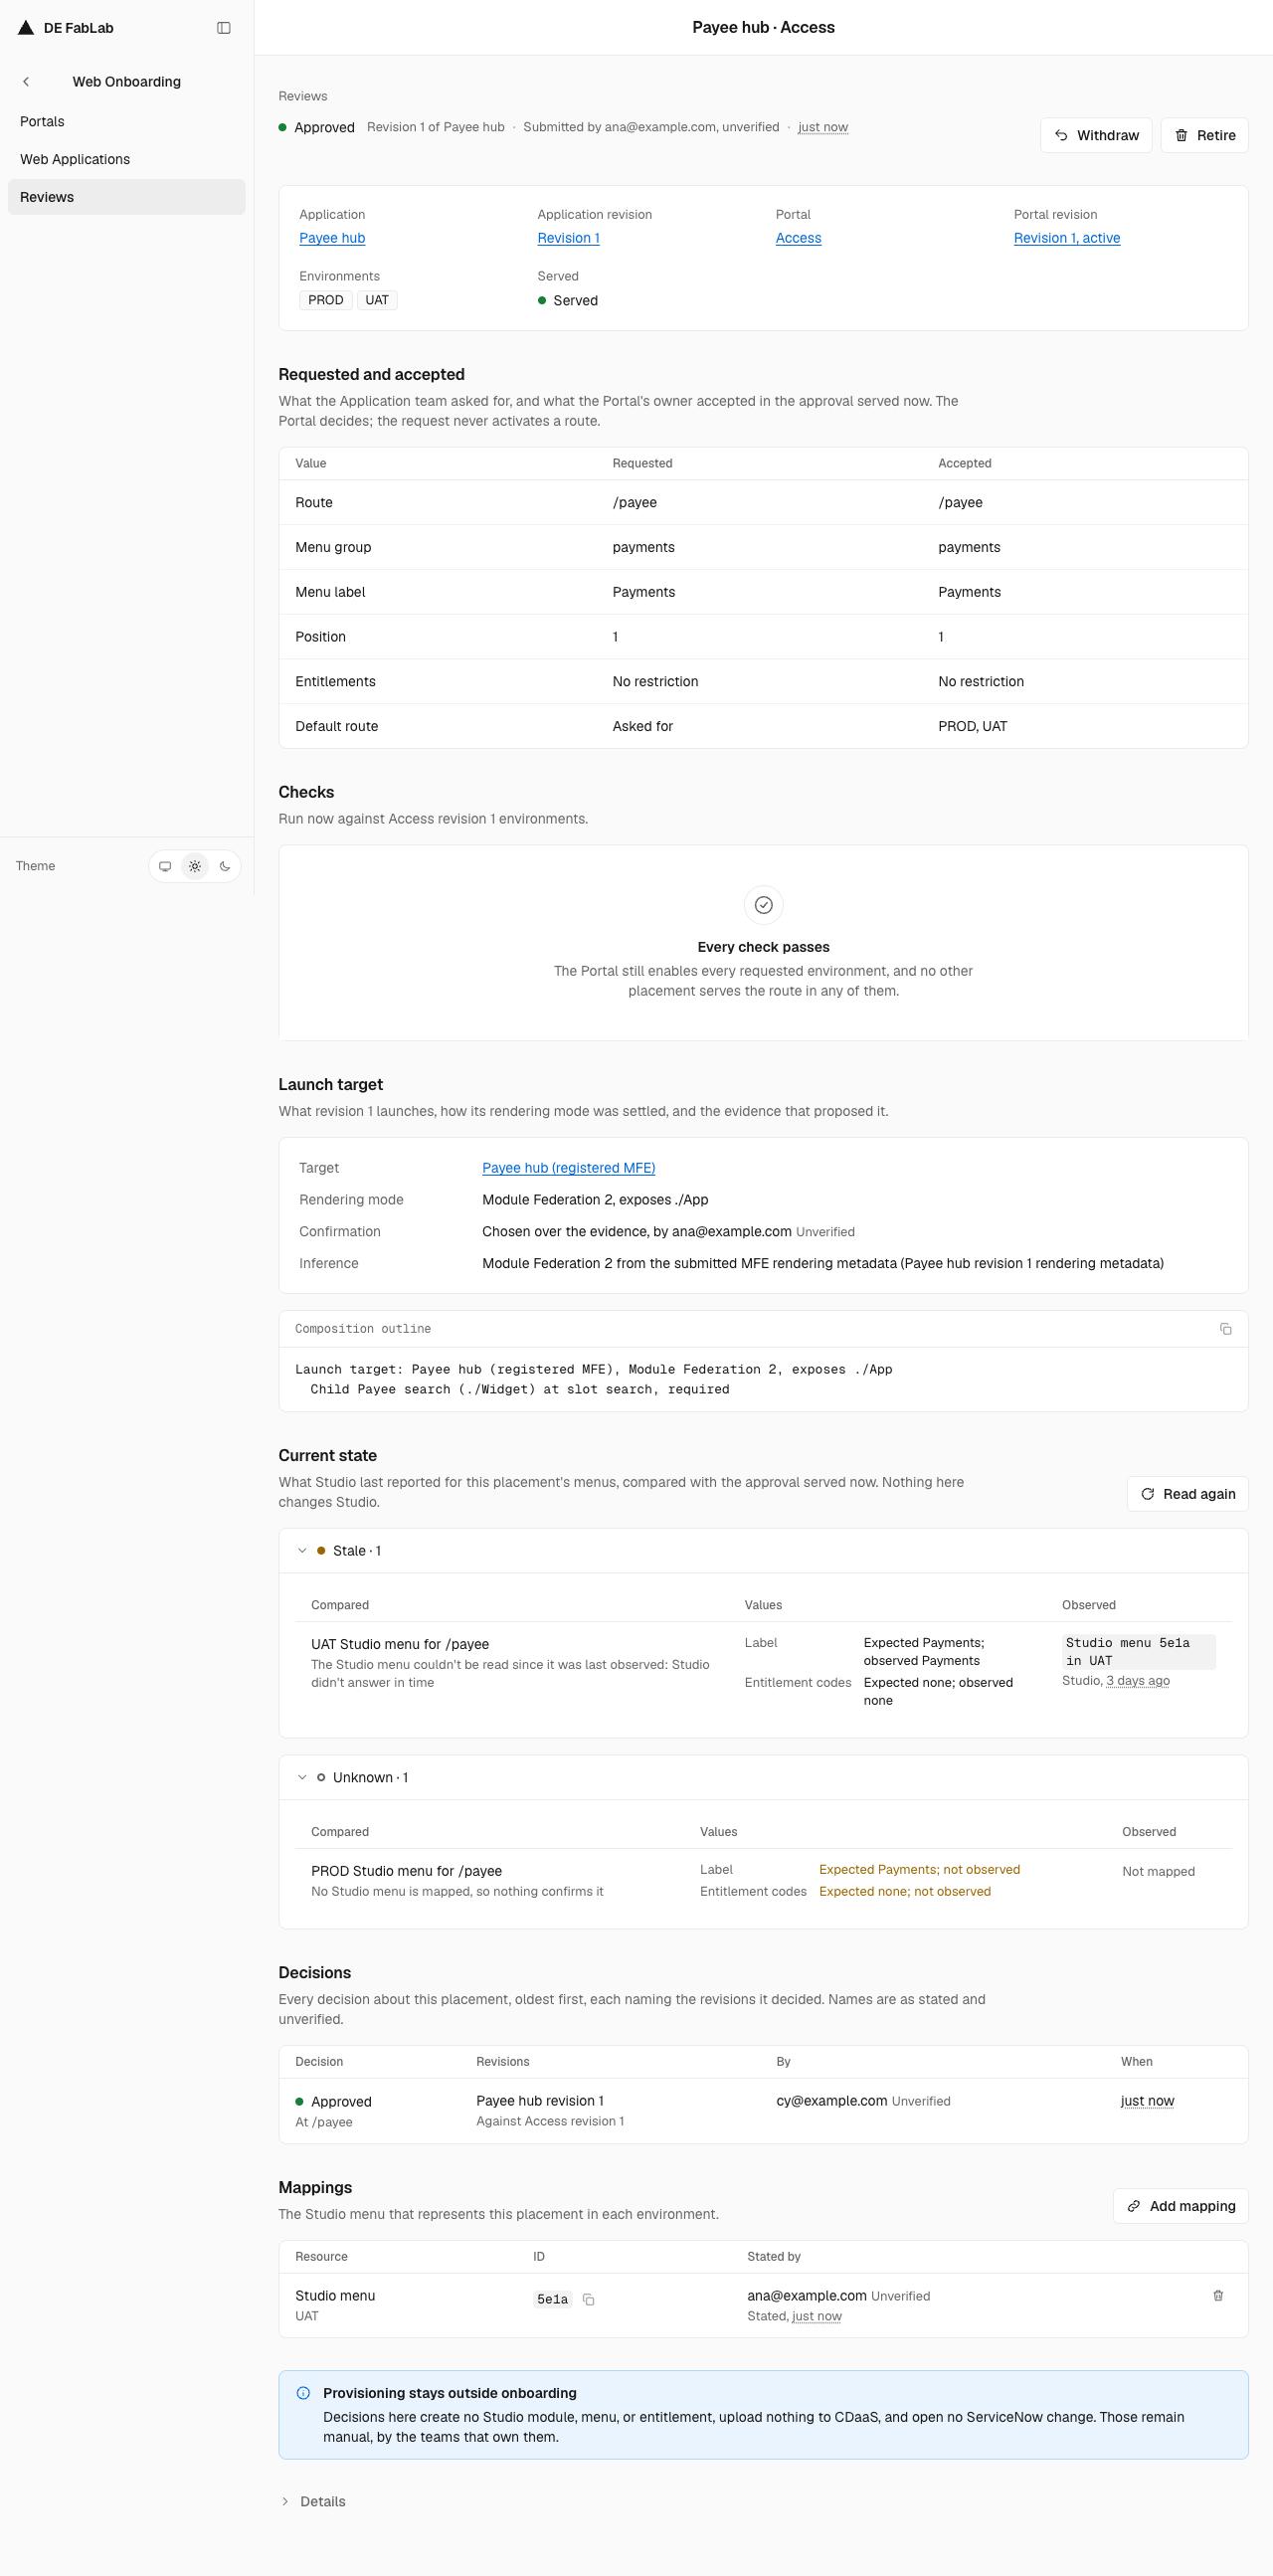 DE FabLab
Payee hub · Access
Web Onboarding
Portals
Web Applications
Reviews
Theme
Reviews
Approved
Revision 1 of Payee hub · Submitted by ana@example.com, unverified · just now
Withdraw
Retire
Application
Payee hub
Application revision
Revision 1
Portal
Access
Portal revision
Revision 1, active
Environments
PROD
UAT
Served
Served
Requested and accepted
What the Application team asked for, and what the Portal's owner accepted in the approval served now. The
Portal decides; the request never activates a route.
Value Requested Accepted
Route /payee /payee
Menu group payments payments
Menu label Payments Payments
Position 1 1
Entitlements No restriction No restriction
Default route Asked for PROD, UAT
Checks
Run now against Access revision 1 environments.
Every check passes
The Portal still enables every requested environment, and no other
placement serves the route in any of them.
Launch target
What revision 1 launches, how its rendering mode was settled, and the evidence that proposed it.
Target Payee hub (registered MFE)
Rendering mode Module Federation 2, exposes ./App
Confirmation Chosen over the evidence, by ana@example.com Unverified
Inference Module Federation 2 from the submitted MFE rendering metadata (Payee hub revision 1 rendering metadata)
Composition outline
Launch target: Payee hub (registered MFE), Module Federation 2, exposes ./App
Child Payee search (./Widget) at slot search, required
Current state
What Studio last reported for this placement's menus, compared with the approval served now. Nothing here
changes Studio.
Read again
Stale · 1
Compared Values Observed
UAT Studio menu for /payee
The Studio menu couldn't be read since it was last observed: Studio
didn't answer in time
Label Expected Payments;
observed Payments
Entitlement codes Expected none; observed
none
Studio menu 5e1a
in UAT
Studio, 3 days ago
Unknown · 1
Compared Values Observed
PROD Studio menu for /payee
No Studio menu is mapped, so nothing confirms it
Label Expected Payments; not observed
Entitlement codes Expected none; not observed
Not mapped
Decisions
Every decision about this placement, oldest first, each naming the revisions it decided. Names are as stated and
unverified.
Decision Revisions By When
Approved Payee hub revision 1 cy@example.com Unverified just now
At /payee Against Access revision 1
Mappings
The Studio menu that represents this placement in each environment.
Add mapping
Resource ID Stated by
Studio menu 5e1a ana@example.com Unverified
UAT Stated, just now
Provisioning stays outside onboarding
Decisions here create no Studio module, menu, or entitlement, upload nothing to CDaaS, and open no ServiceNow change. Those remain
manual, by the teams that own them.
Details